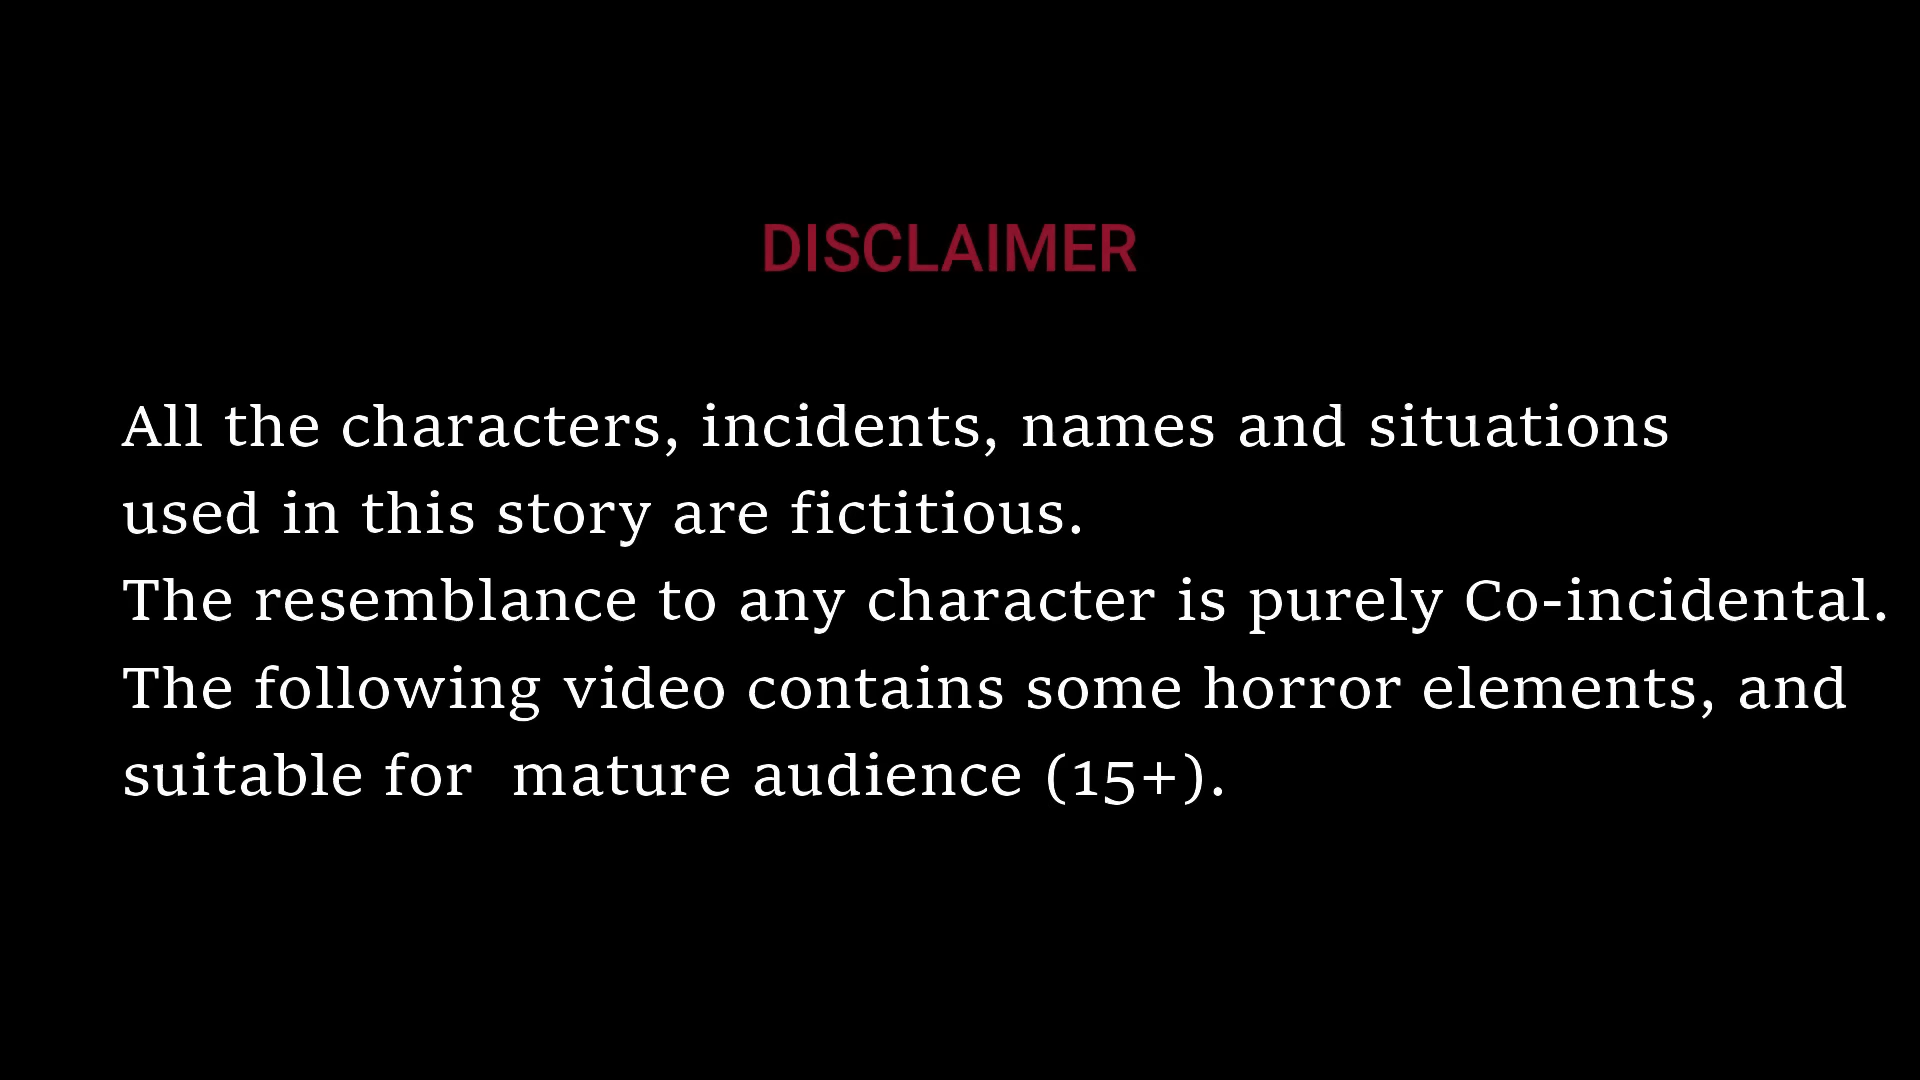 DISCLAIMER
All the characters, incidents, names and situations
used in this story are fictitious.
The resemblance to any character is purely Co-incidental.
The following video contains some horror elements, and
suitable for  mature audience (15+).